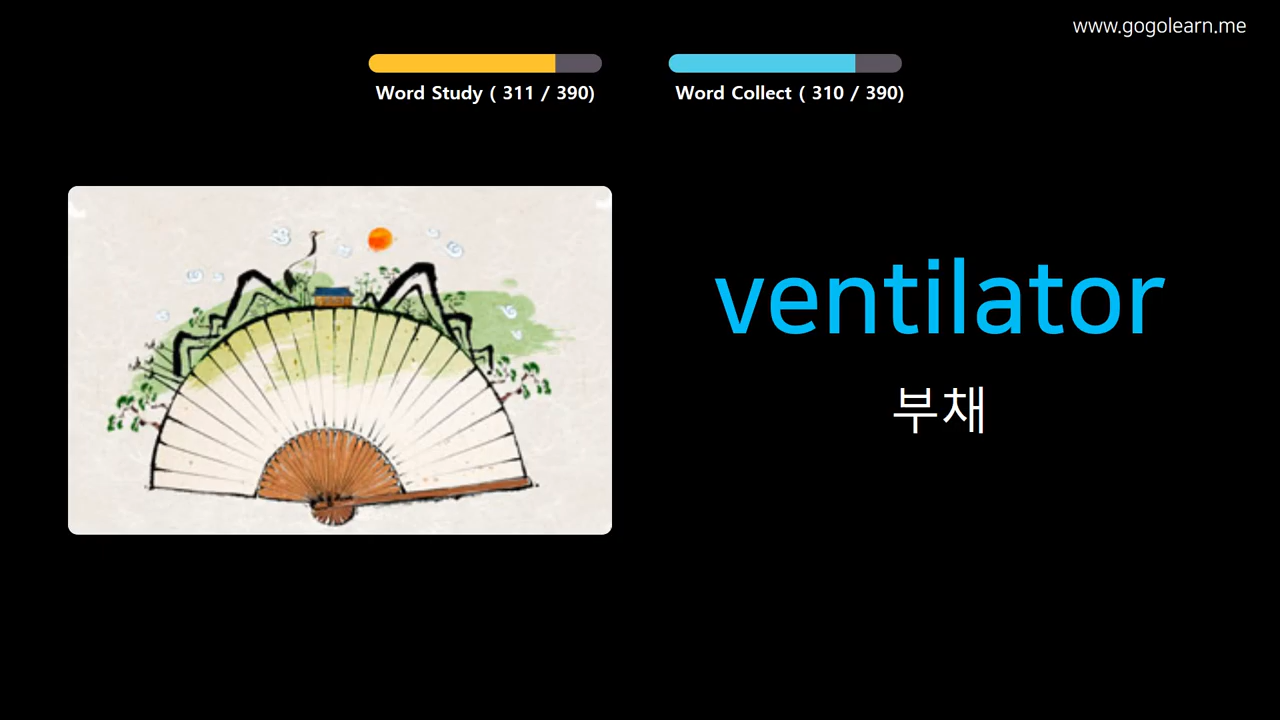 www.gogolearn.me
Word Study ( 311 / 390)
Word Collect ( 310 / 390)
ventilator
부채